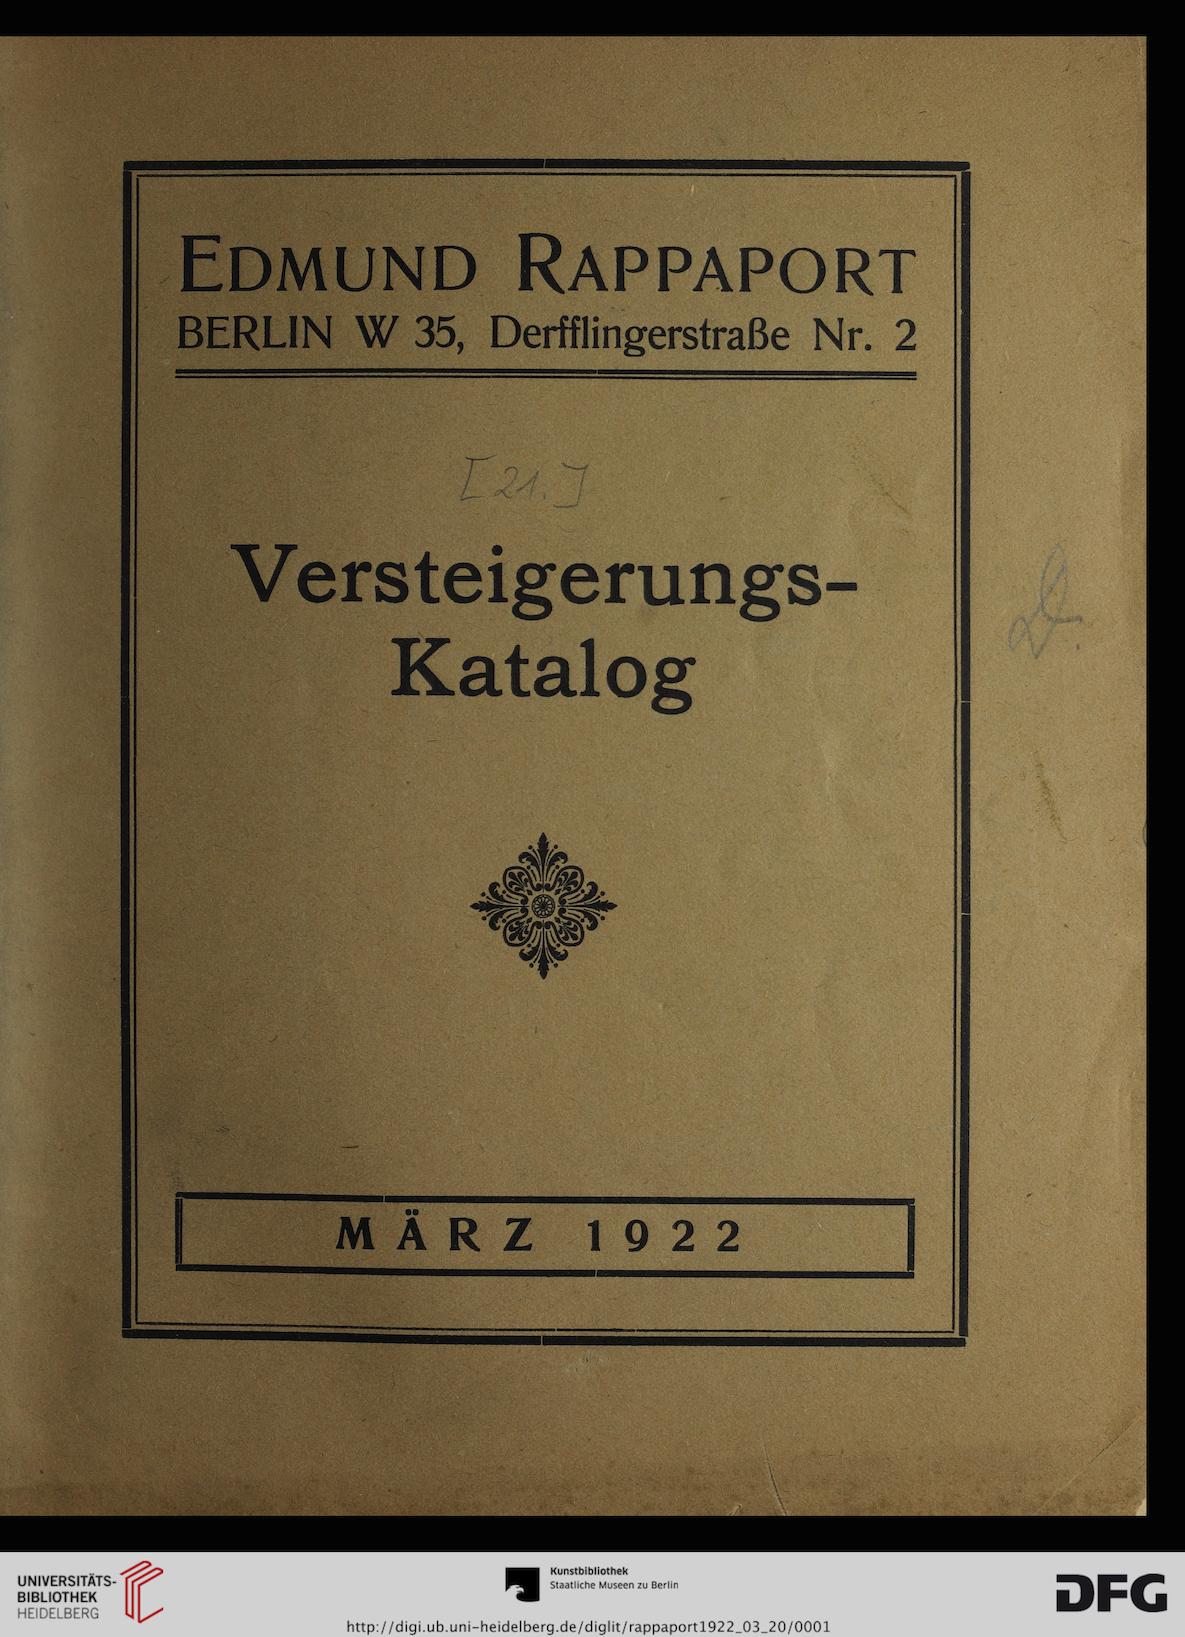 EDMUND RAPPAPORT
BERLIN W 35, Derfflingerstraße Nr. 2
[21.]
Versteigerungs-
Katalog
D.
MÄRZ 1922
UNIVERSITÄTS-
BIBLIOTHEK
HEIDELBERG
Kunstbibliothek
Staatliche Museen zu Berlin
DFG
http://digi.ub.uni-heidelberg.de/diglit/rappaport1922_03_20/0001